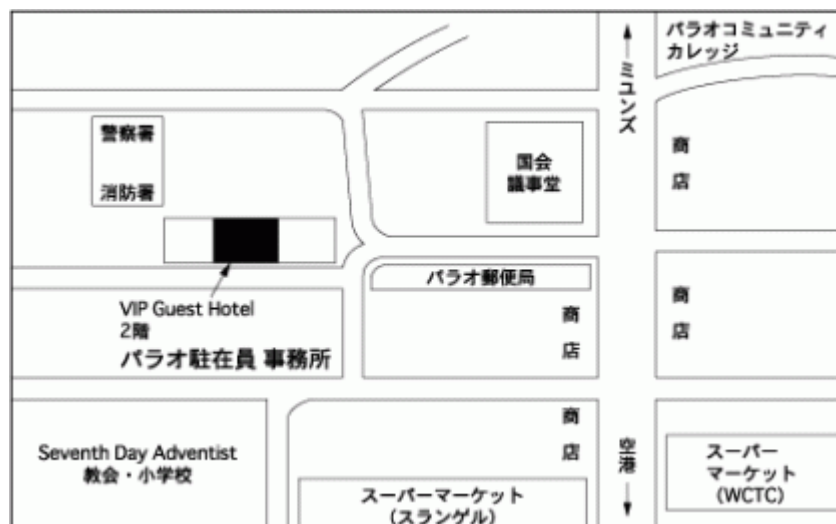 パラオコミュニティ
カレッジ
←ミユンズ→
警察署
消防署
国会
議事堂
商店
パラオ郵便局
VIP Guest Hotel
2階
パラオ駐在員 事務所
商店
商店
商店
Seventh Day Adventist
教会・小学校
空港→
スーパー
マーケット
(WCTC)
スーパーマーケット
(スランゲル)